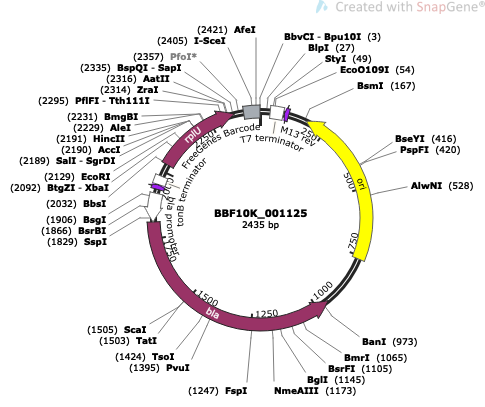 Created with SnapGene®
(2421) AfeI
(2405) I-SceI
(2357) PfoI*
(2335) BspQI - SapI
(2316) AatII
(2314) ZraI
(2295) PflFI - Tth111I
(2231) BmgBI
(2229) AleI
(2191) HincII
(2190) AccI
(2189) SalI - SgrDI
(2129) EcoRI
(2092) BtgZI - XbaI
(2032) BbsI
(1906) BsgI
(1866) BsrBI
(1829) SspI
(1505) ScaI
(1503) TatI
(1424) TsoI
(1395) PvuI
(1247) FspI
BbvCI - Bpu10I (3)
BlpI (27)
StyI (49)
EcoO109I (54)
BsmI (167)
BseYI (416)
PspFI (420)
AlwNI (528)
BanI (973)
BmrI (1065)
BsrFI (1105)
BglI (1145)
NmeAIII (1173)
rplU
FreeGenes Barcode
T7 terminator
M13 rev
ori
bla
bla promoter
tonB terminator
250
500
750
1000
1250
1500
1750
2250
BBF10K_001125
2435 bp